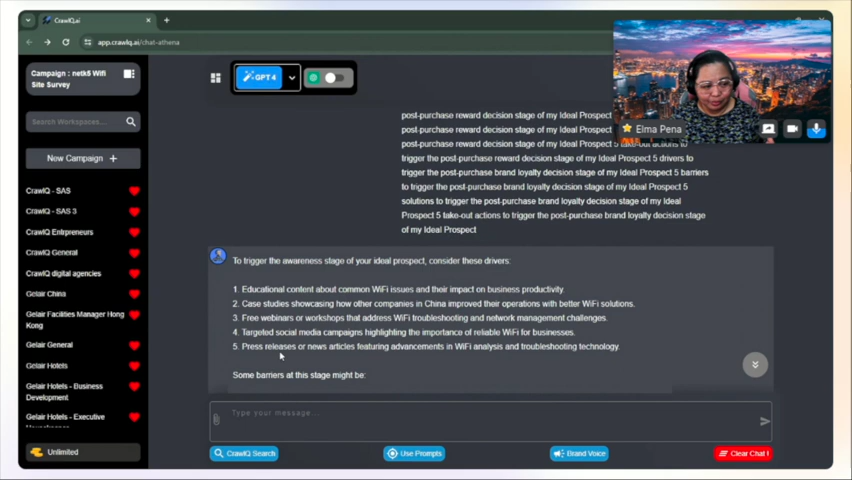 CrawlQ.ai
app.crawlq.ai/chat-athena
Campaign : netk5 Wifi
Site Survey
Search Workspaces...
New Campaign +
CrawlQ - SAS
CrawlQ - SAS 3
CrawlQ Entrpreneurs
CrawlQ General
CrawlQ digital agencies
Gelair China
Gelair Facilities Manager Hong
Kong
Gelair General
Gelair Hotels
Gelair Hotels - Business
Development
Gelair Hotels - Executive
Unlimited
GPT4
Elma Pena
post-purchase reward decision stage of my Ideal Prospect
post-purchase reward decision stage of my Ideal Prospect
post-purchase reward decision stage of my Ideal Prospect 5 take-out actions to
trigger the post-purchase reward decision stage of my Ideal Prospect 5 drivers to
trigger the post-purchase brand loyalty decision stage of my Ideal Prospect 5 barriers
to trigger the post-purchase brand loyalty decision stage of my Ideal Prospect 5
solutions to trigger the post-purchase brand loyalty decision stage of my Ideal
Prospect 5 take-out actions to trigger the post-purchase brand loyalty decision stage
of my Ideal Prospect
To trigger the awareness stage of your ideal prospect, consider these drivers:
1. Educational content about common WiFi issues and their impact on business productivity.
2. Case studies showcasing how other companies in China improved their operations with better WiFi solutions.
3. Free webinars or workshops that address WiFi troubleshooting and network management challenges.
4. Targeted social media campaigns highlighting the importance of reliable WiFi for businesses.
5. Press releases or news articles featuring advancements in WiFi analysis and troubleshooting technology.
Some barriers at this stage might be:
Type your message...
CrawlQ Search
Use Prompts
Brand Voice
Clear Chat !